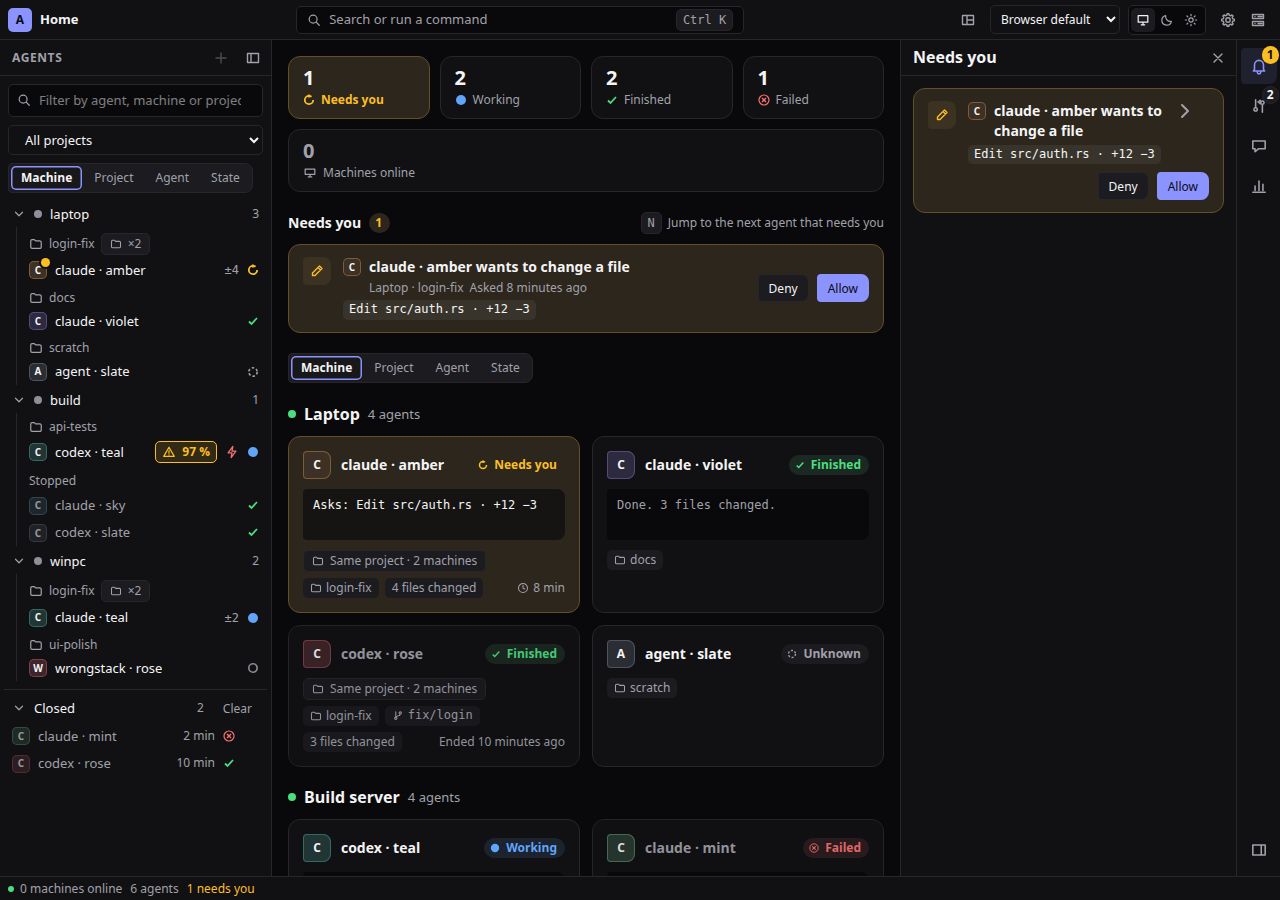 A Home
Search or run a command Ctrl K
Browser default
AGENTS
Filter by agent, machine or projec
All projects
Machine Project Agent State
laptop 3
login-fix ×2
C claude · amber ±4
docs
C claude · violet
scratch
A agent · slate
build 1
api-tests
C codex · teal 97 %
Stopped
C claude · sky
C codex · slate
winpc 2
login-fix ×2
C claude · teal ±2
ui-polish
W wrongstack · rose
Closed 2 Clear
C claude · mint 2 min
C codex · rose 10 min
1
Needs you
2
Working
2
Finished
1
Failed
0
Machines online
Needs you 1
N Jump to the next agent that needs you
C claude · amber wants to change a file
Laptop · login-fix Asked 8 minutes ago
Edit src/auth.rs · +12 −3
Deny Allow
Machine Project Agent State
Laptop 4 agents
C claude · amber Needs you
Asks: Edit src/auth.rs · +12 −3
Same project · 2 machines
login-fix 4 files changed 8 min
C claude · violet Finished
Done. 3 files changed.
docs
C codex · rose Finished
Same project · 2 machines
login-fix fix/login
3 files changed Ended 10 minutes ago
A agent · slate Unknown
scratch
Build server 4 agents
C codex · teal Working
C claude · mint Failed
Needs you
C claude · amber wants to
change a file
Edit src/auth.rs · +12 −3
Deny Allow
1
2
0 machines online 6 agents 1 needs you